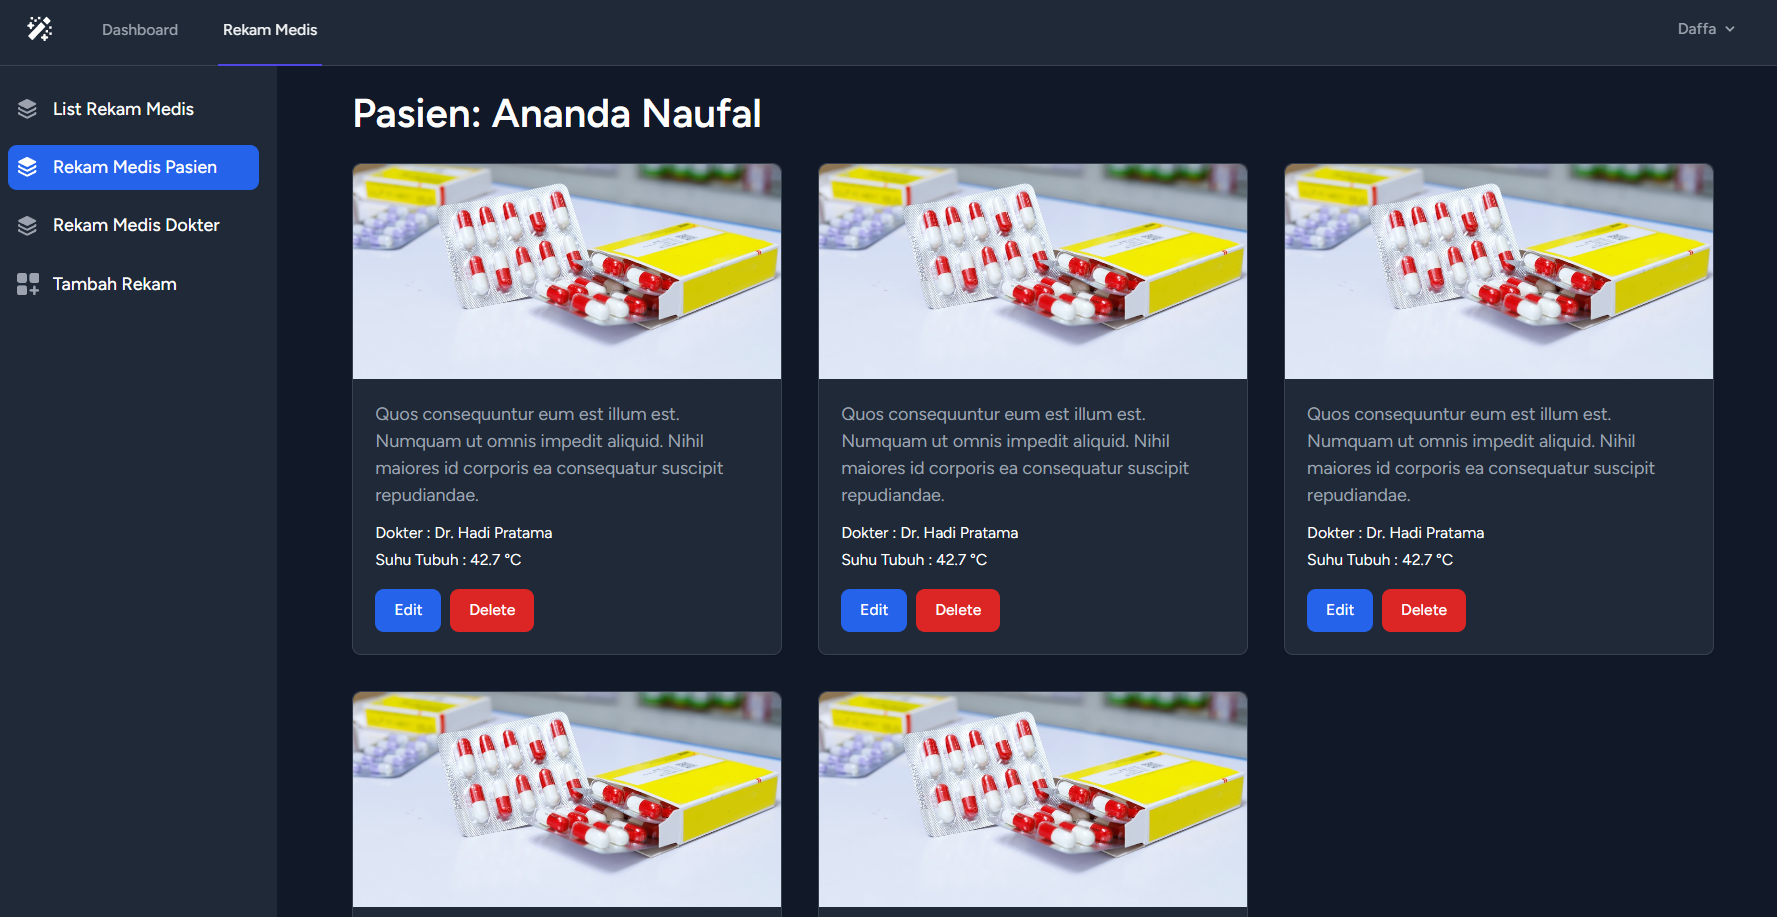 Dashboard
Rekam Medis
Daffa
List Rekam Medis
Rekam Medis Pasien
Rekam Medis Dokter
Tambah Rekam
Pasien: Ananda Naufal
Quos consequuntur eum est illum est.
Numquam ut omnis impedit aliquid. Nihil
maiores id corporis ea consequatur suscipit
repudiandae.
Dokter : Dr. Hadi Pratama
Suhu Tubuh : 42.7 °C
Edit
Delete
Quos consequuntur eum est illum est.
Numquam ut omnis impedit aliquid. Nihil
maiores id corporis ea consequatur suscipit
repudiandae.
Dokter : Dr. Hadi Pratama
Suhu Tubuh : 42.7 °C
Edit
Delete
Quos consequuntur eum est illum est.
Numquam ut omnis impedit aliquid. Nihil
maiores id corporis ea consequatur suscipit
repudiandae.
Dokter : Dr. Hadi Pratama
Suhu Tubuh : 42.7 °C
Edit
Delete